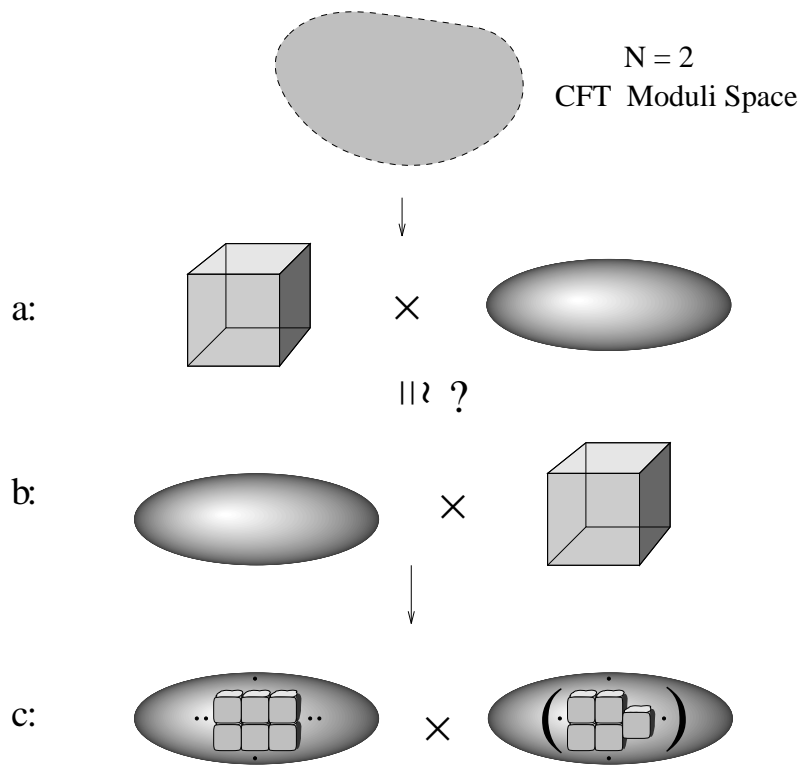 N = 2
CFT Moduli Space
a:
×
|| ≀ ?
b:
×
c:
( ) × ( )